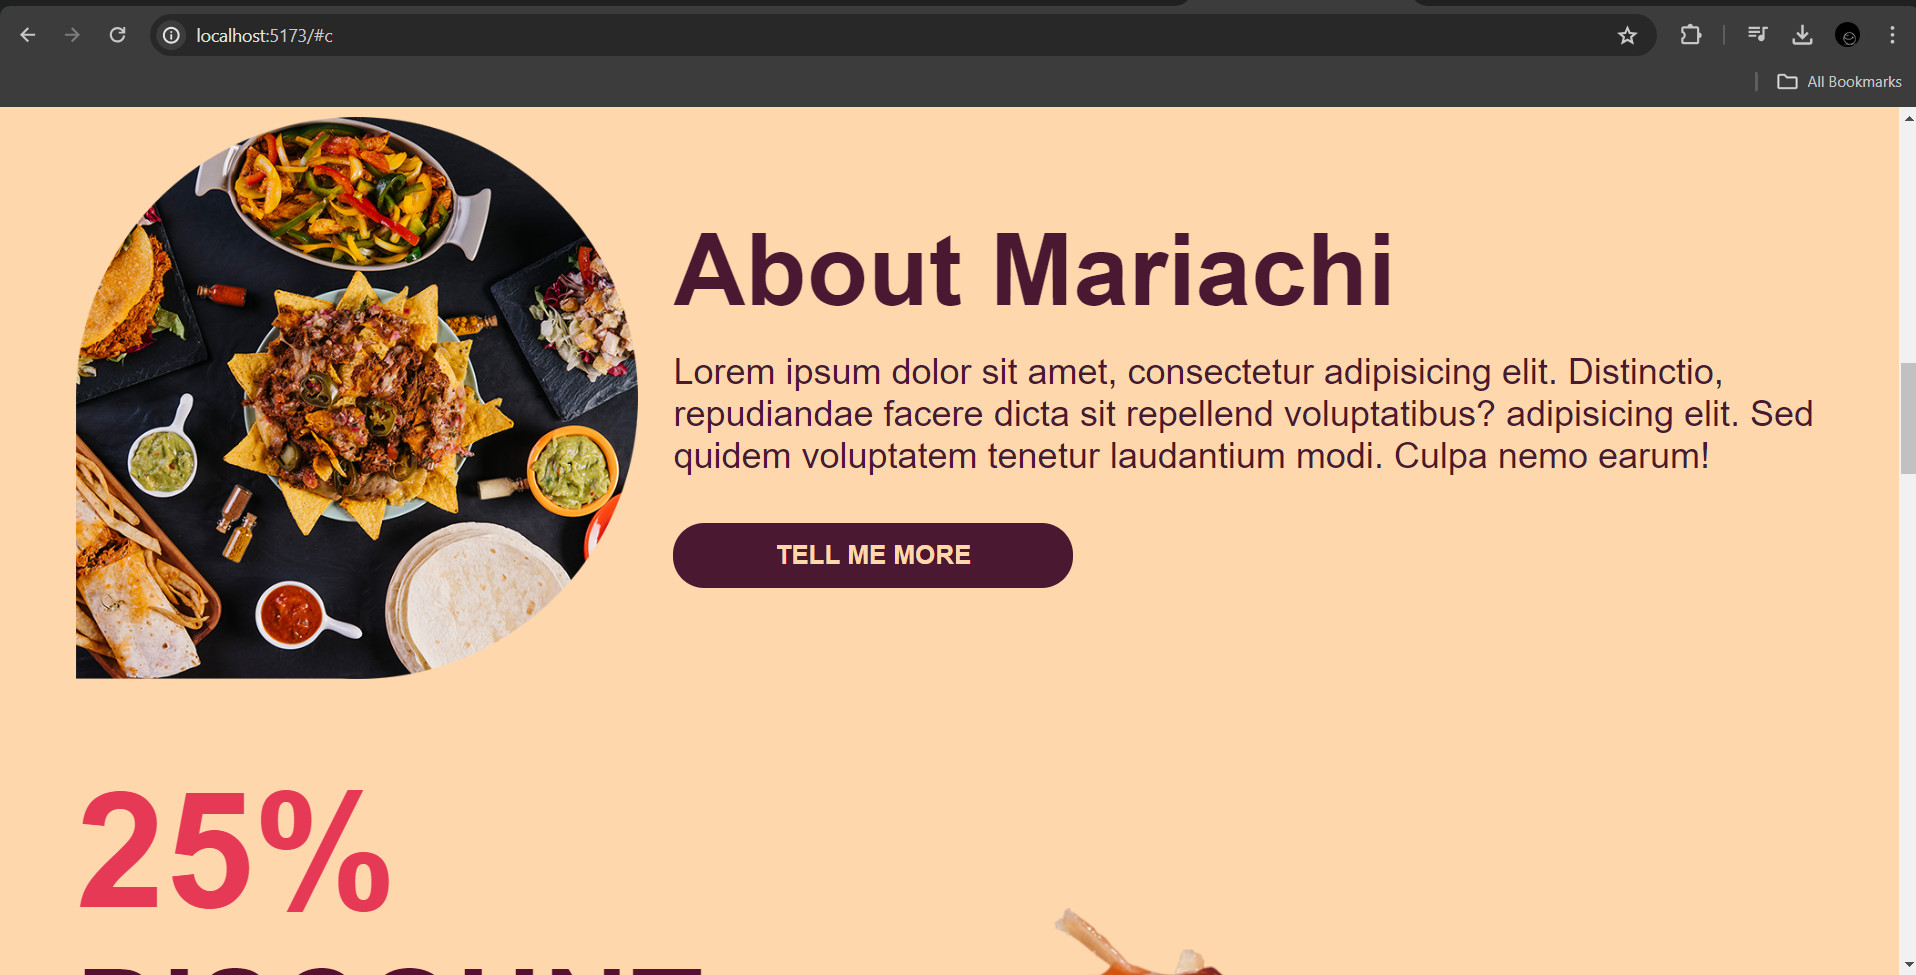 localhost:5173/#c
All Bookmarks
About Mariachi
Lorem ipsum dolor sit amet, consectetur adipisicing elit. Distinctio,
repudiandae facere dicta sit repellend voluptatibus? adipisicing elit. Sed
quidem voluptatem tenetur laudantium modi. Culpa nemo earum!
TELL ME MORE
25%
DISCOUNT